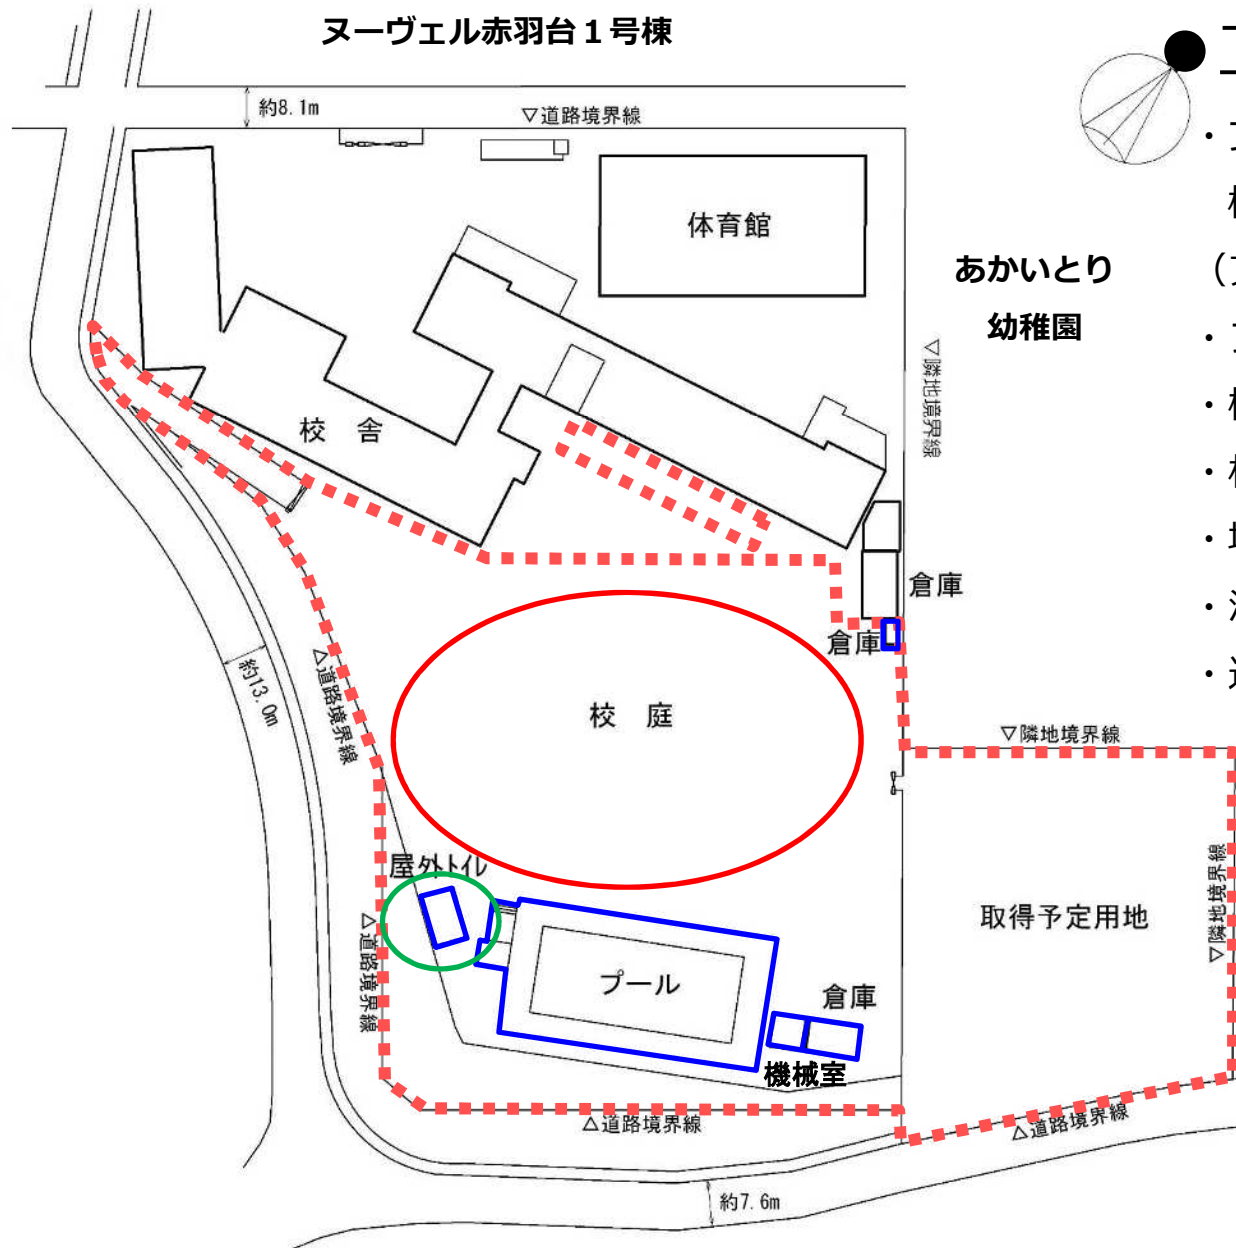 ヌーヴェル赤羽台１号棟
約8.1m
▽道路境界線
体育館
あかいとり
幼稚園
▽隣地境界線
校　舎
倉庫
倉庫
約13.0m
△道路境界線
校　庭
▽隣地境界線
屋外トイレ
取得予定用地
▽隣地境界線
△道路境界線
プール
倉庫
機械室
△道路境界線
△道路境界線
約7.6m